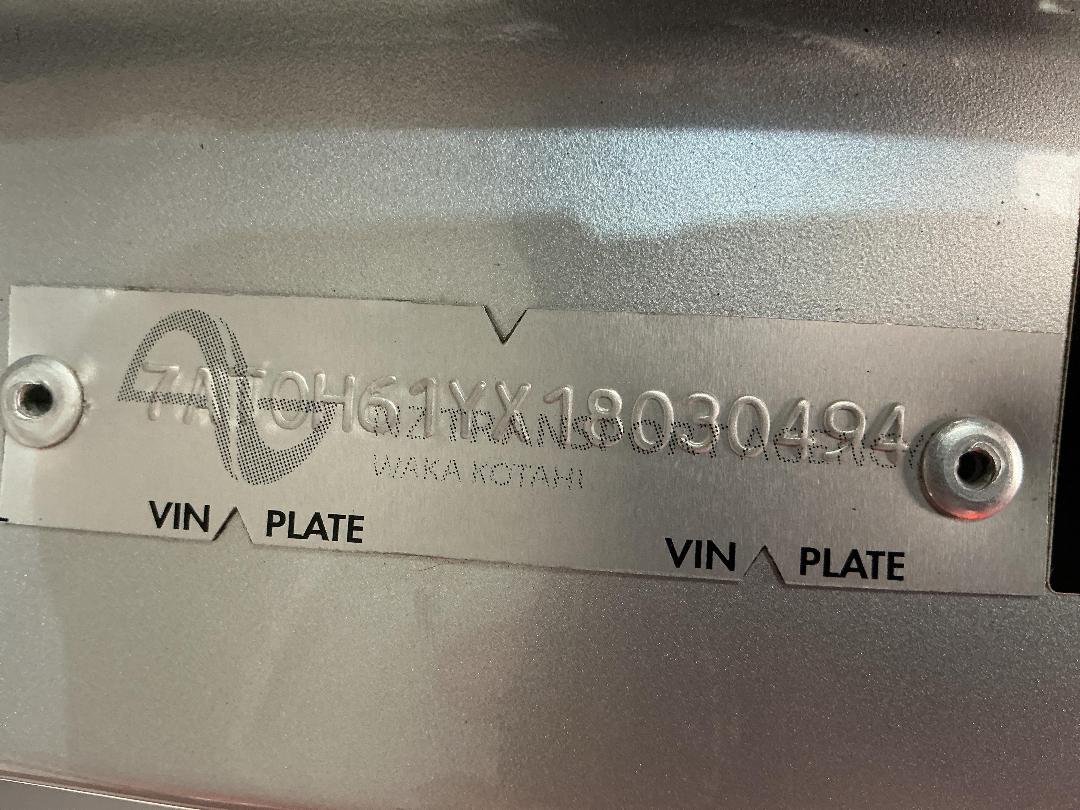 7AT0H61YX18030494
NZ TRANSPORT AGENCY
WAKA KOTAHI
VIN PLATE VIN PLATE